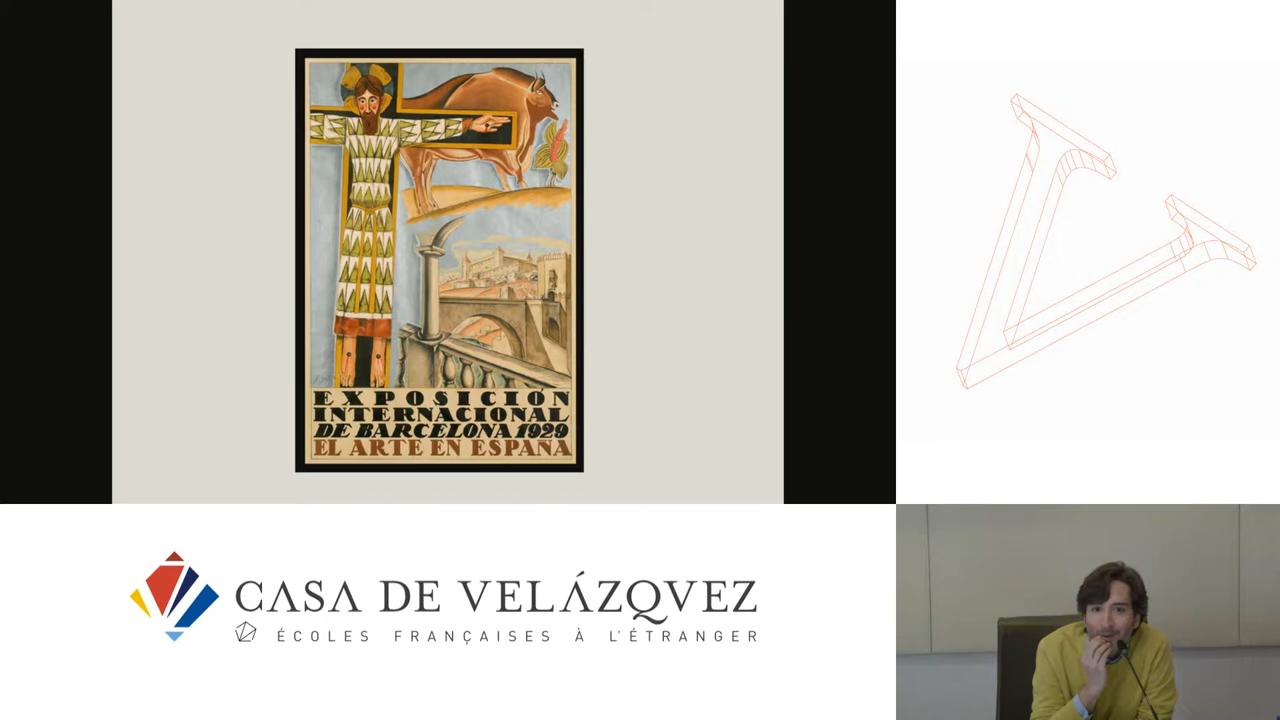 EXPOSICIÓN
INTERNACIONAL
DE BARCELONA 1929
EL ARTE EN ESPAÑA
CASA DE VELÁZQVEZ
ÉCOLES FRANÇAISES À L'ÉTRANGER